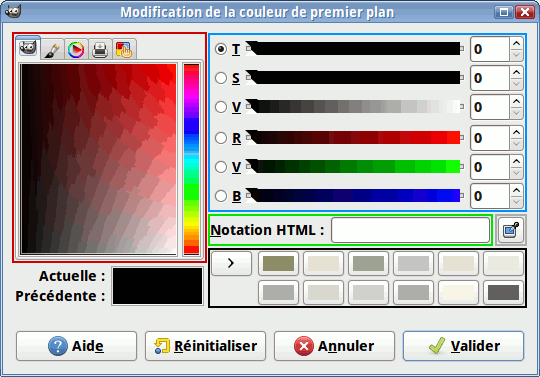 Modification de la couleur de premier plan
T 0
S 0
V 0
R 0
V 0
B 0
Notation HTML :
Actuelle :
Précédente :
Aide
Réinitialiser
Annuler
Valider